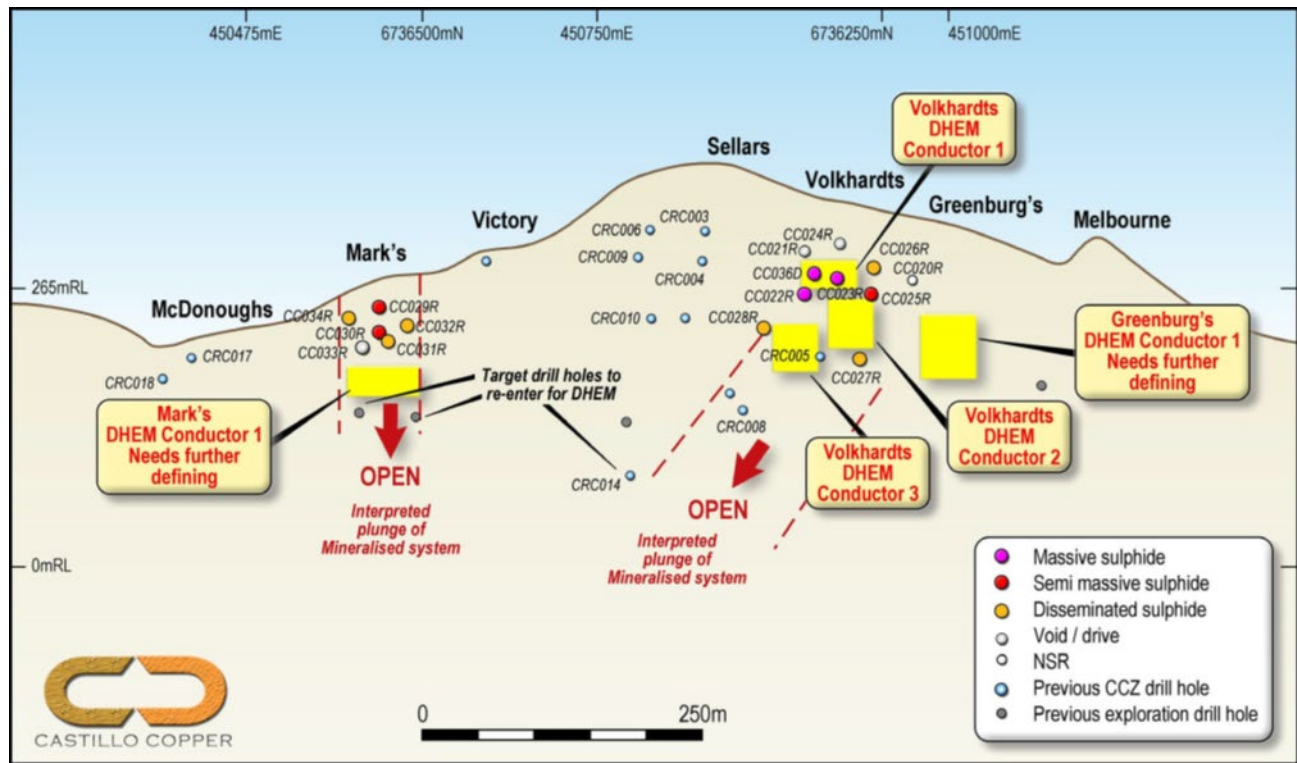 450475mE
6736500mN
450750mE
6736250mN
451000mE
Volkhardts
DHEM
Conductor 1
Sellars
Volkhardts
Greenburg's
Melbourne
Victory
Mark's
McDonoughs
265mRL
0mRL
CRC006
CRC003
CRC009
CRC004
CRC010
CC024R
CC021R
CC026R
CC036D
CC020R
CC022R
CC023R
CC025R
CC028R
CRC005
CC027R
CC034R
CC029R
CC030R
CC032R
CC033R
CC031R
CRC017
CRC018
Target drill holes to
re-enter for DHEM
CRC008
CRC014
Mark's
DHEM Conductor 1
Needs further
defining
Greenburg's
DHEM Conductor 1
Needs further
defining
Volkhardts
DHEM
Conductor 2
Volkhardts
DHEM
Conductor 3
OPEN
Interpreted
plunge of
Mineralised system
OPEN
Interpreted
plunge of
Mineralised system
Massive sulphide
Semi massive sulphide
Disseminated sulphide
Void / drive
NSR
Previous CCZ drill hole
Previous exploration drill hole
CASTILLO COPPER
0
250m